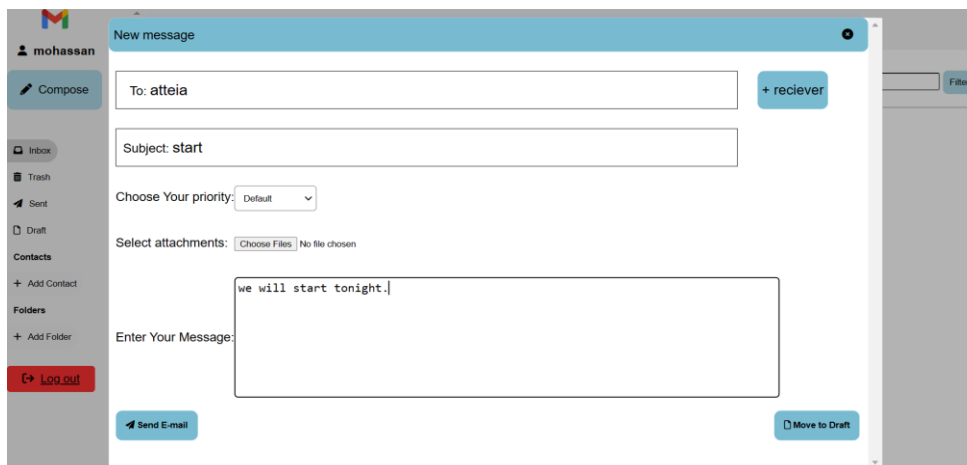 New message
mohassan
Compose
To: atteia
+ reciever
Filte
Subject: start
Inbox
Trash
Sent
Draft
Contacts
+ Add Contact
Folders
+ Add Folder
Log out
Choose Your priority: Default
Select attachments: Choose Files No file chosen
Enter Your Message:
we will start tonight.
Send E-mail
Move to Draft